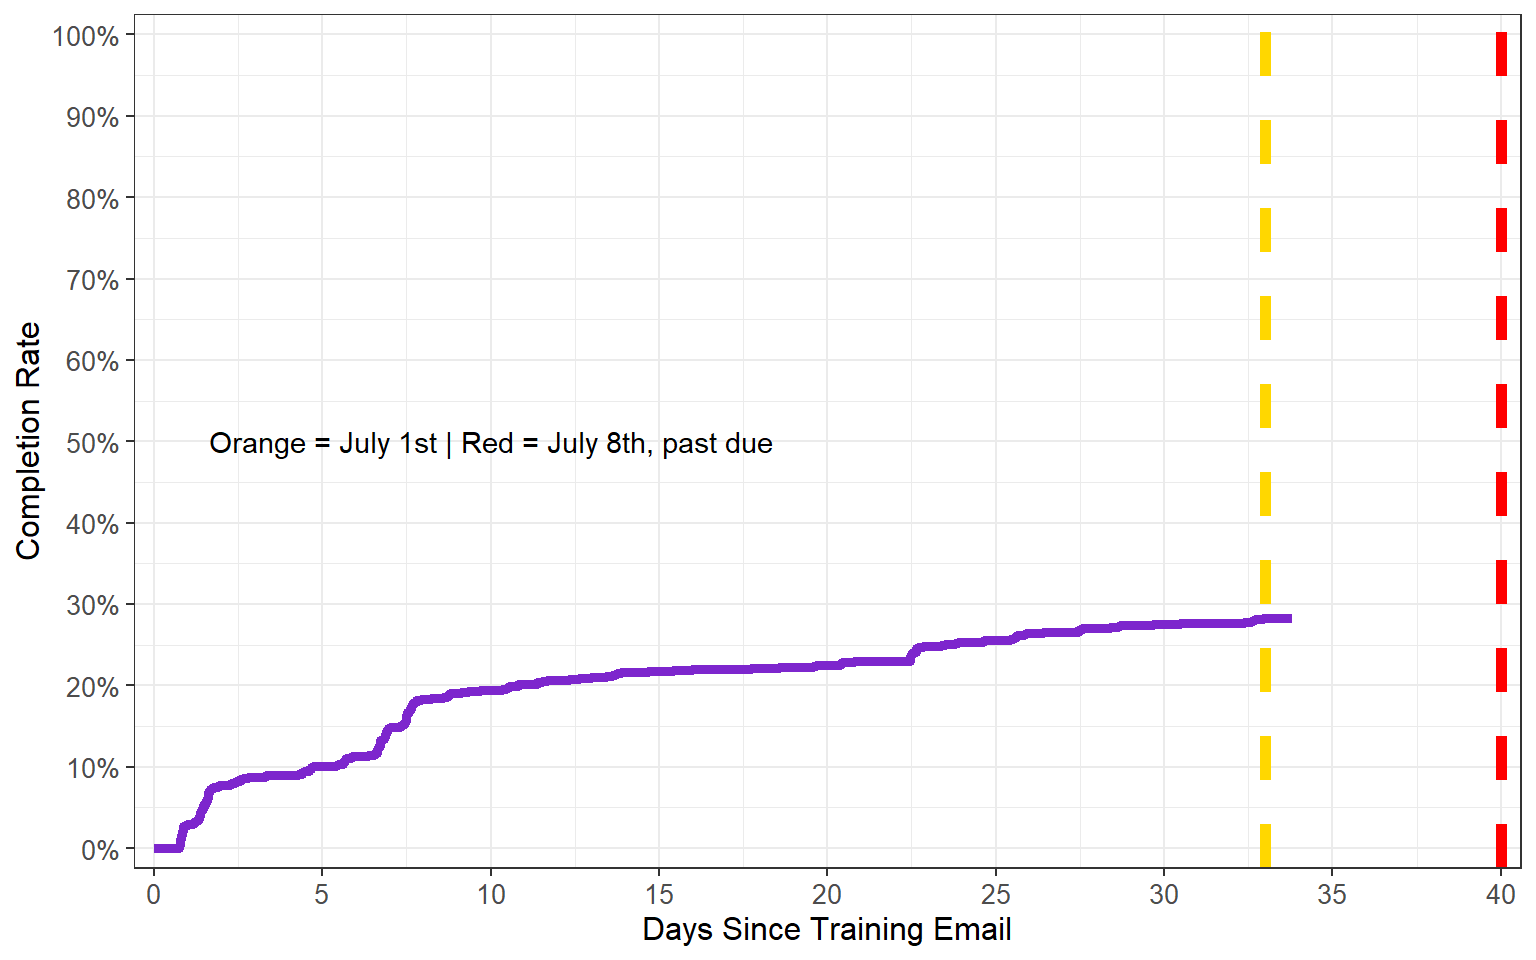 100%
90%
80%
70%
60%
50%
40%
30%
20%
10%
0%
Completion Rate
Orange = July 1st | Red = July 8th, past due
0 5 10 15 20 25 30 35 40
Days Since Training Email